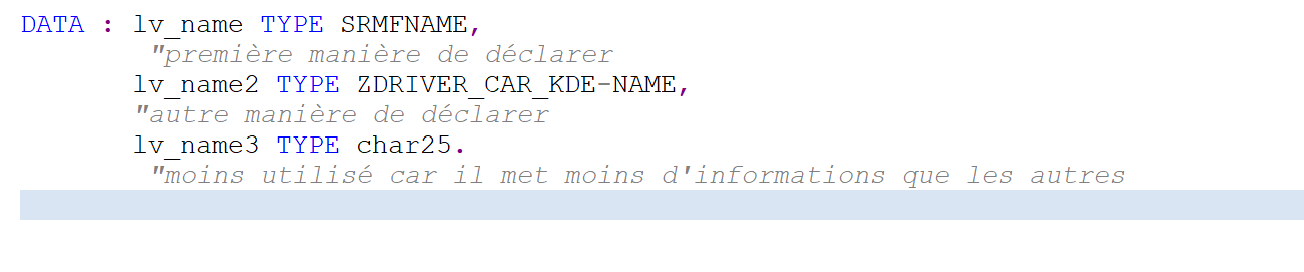 DATA : lv_name TYPE SRMFNAME,
"première manière de déclarer
lv_name2 TYPE ZDRIVER_CAR_KDE-NAME,
"autre manière de déclarer
lv_name3 TYPE char25.
"moins utilisé car il met moins d'informations que les autres